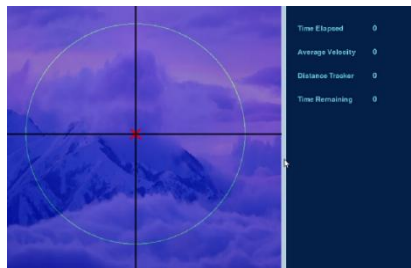 Time Elapsed 0
Average Velocity 0
Distance Tracker 0
Time Remaining 0